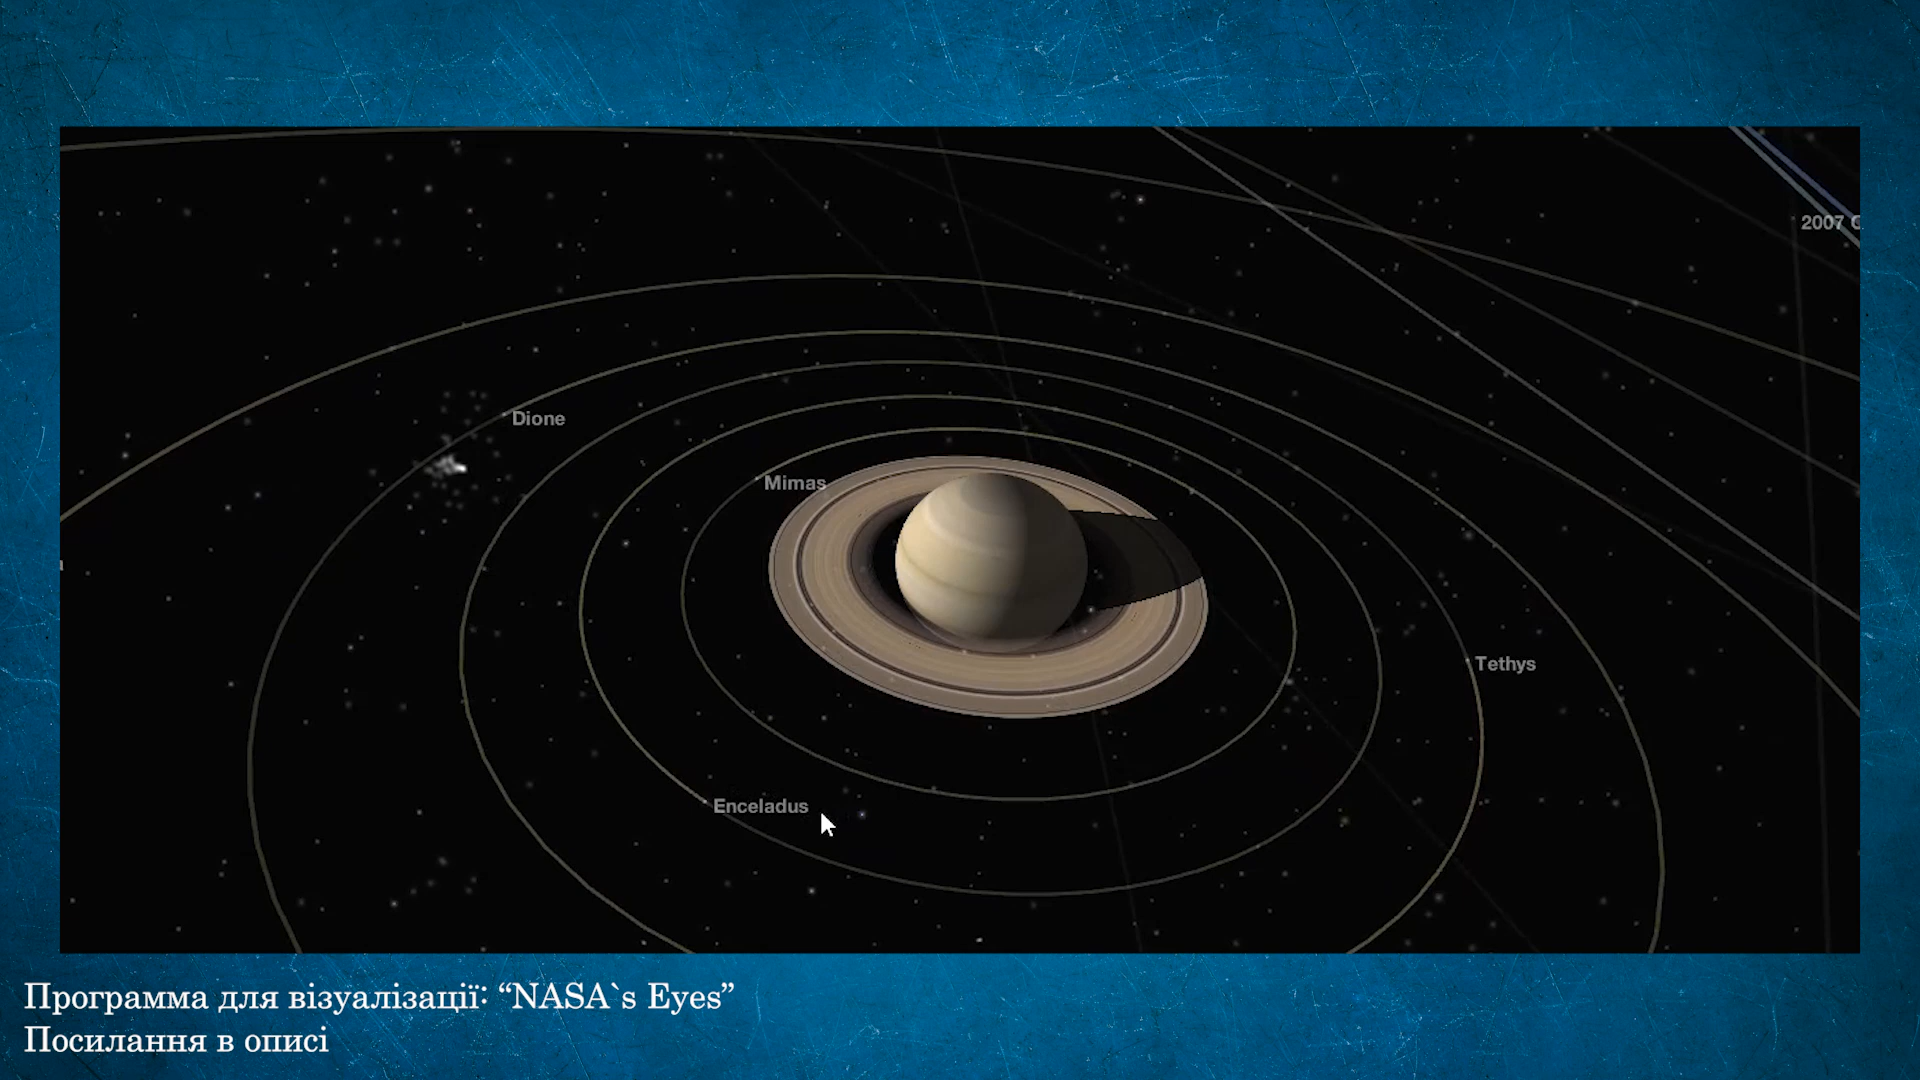 2007
Dione
Mimas
Tethys
Enceladus
Программа для візуалізації: “NASA`s Eyes”
Посилання в описі